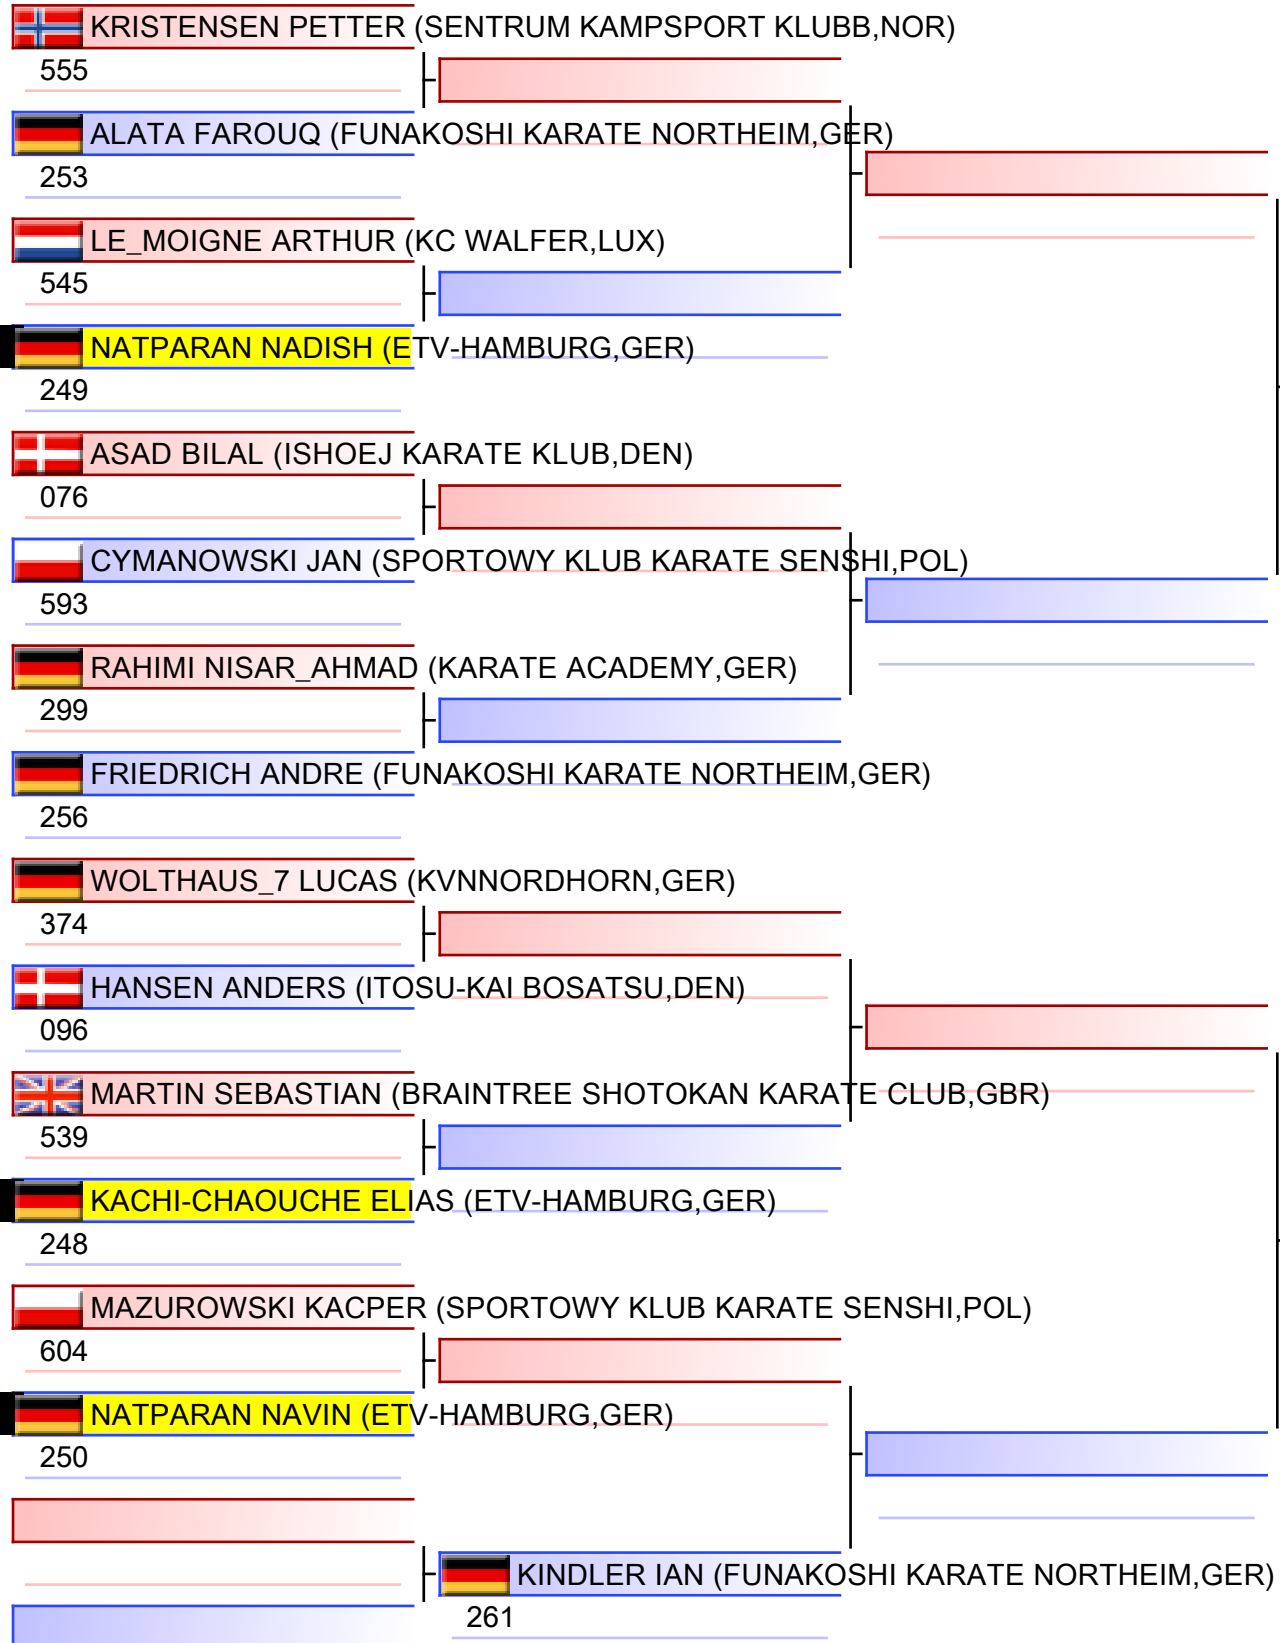 KRISTENSEN PETTER (SENTRUM KAMPSPORT KLUBB,NOR)
555
ALATA FAROUQ (FUNAKOSHI KARATE NORTHEIM,GER)
253
LE_MOIGNE ARTHUR (KC WALFER,LUX)
545
NATPARAN NADISH (ETV-HAMBURG,GER)
249
ASAD BILAL (ISHOEJ KARATE KLUB,DEN)
076
CYMANOWSKI JAN (SPORTOWY KLUB KARATE SENSHI,POL)
593
RAHIMI NISAR_AHMAD (KARATE ACADEMY,GER)
299
FRIEDRICH ANDRE (FUNAKOSHI KARATE NORTHEIM,GER)
256
WOLTHAUS_7 LUCAS (KVNNORDHORN,GER)
374
HANSEN ANDERS (ITOSU-KAI BOSATSU,DEN)
096
MARTIN SEBASTIAN (BRAINTREE SHOTOKAN KARATE CLUB,GBR)
539
KACHI-CHAOUCHE ELIAS (ETV-HAMBURG,GER)
248
MAZUROWSKI KACPER (SPORTOWY KLUB KARATE SENSHI,POL)
604
NATPARAN NAVIN (ETV-HAMBURG,GER)
250
KINDLER IAN (FUNAKOSHI KARATE NORTHEIM,GER)
261